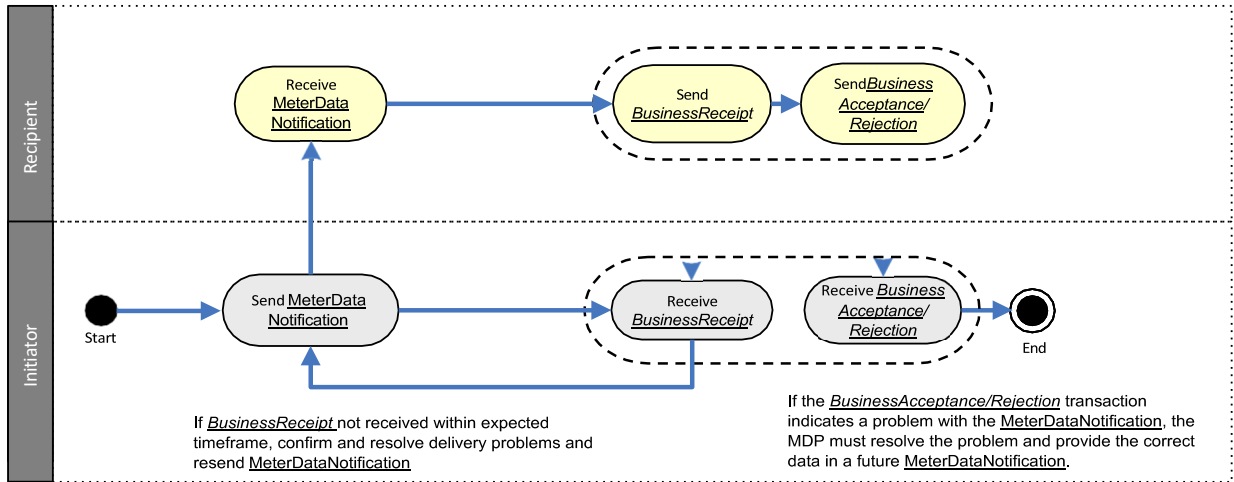 Recipient
Receive
MeterData
Notification
Send
BusinessReceipt
SendBusiness
Acceptance/
Rejection
Initiator
Start
Send MeterData
Notification
Receive
BusinessReceipt
Receive Business
Acceptance/
Rejection
End
If BusinessReceipt not received within expected
timeframe, confirm and resolve delivery problems and
resend MeterDataNotification
If the BusinessAcceptance/Rejection transaction
indicates a problem with the MeterDataNotification, the
MDP must resolve the problem and provide the correct
data in a future MeterDataNotification.